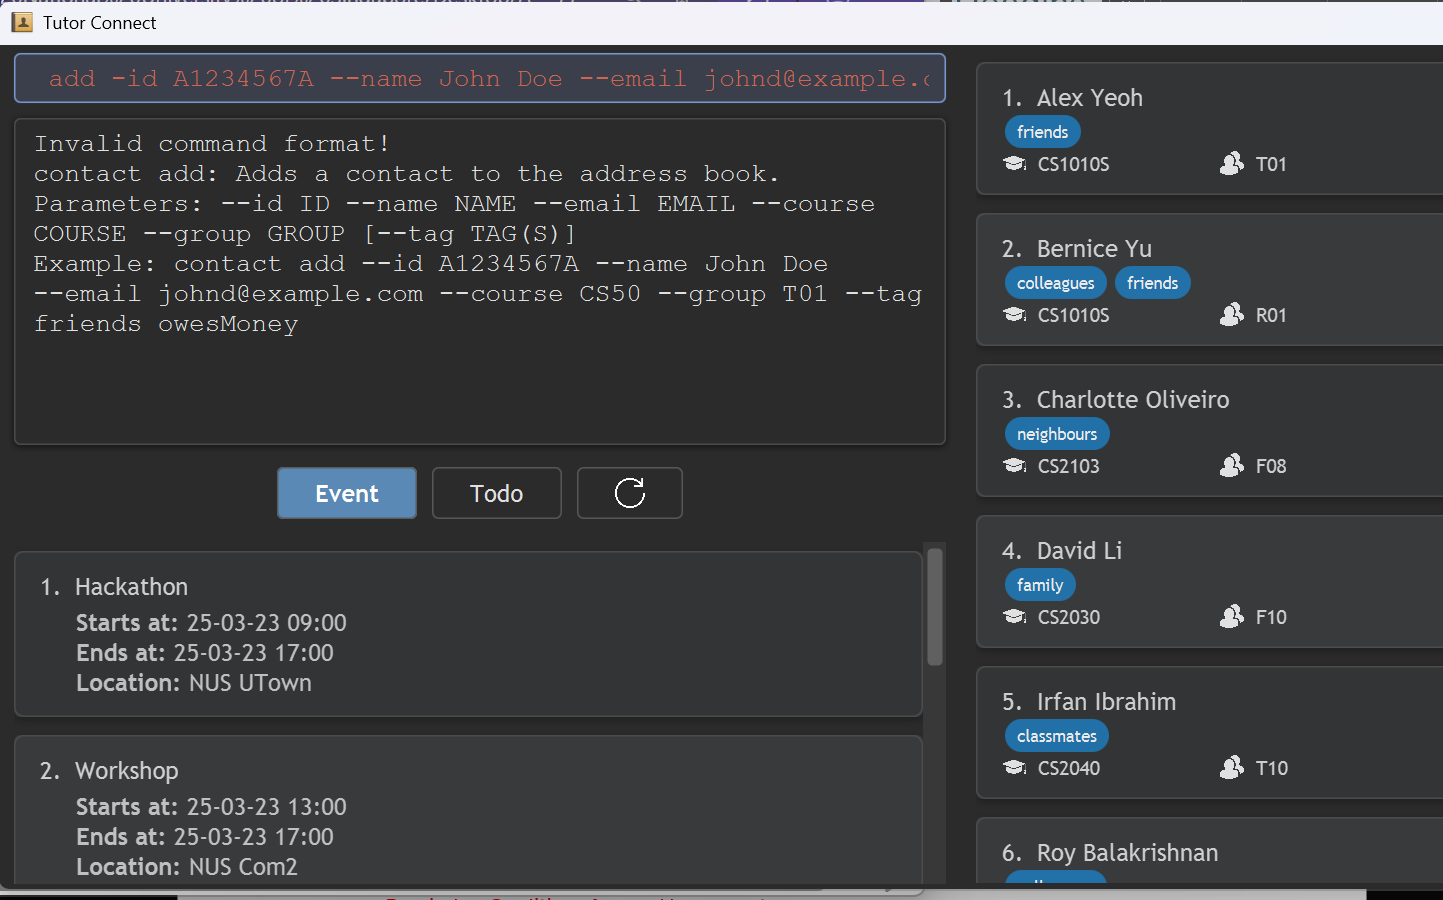 Tutor Connect
add -id A1234567A --name John Doe --email johnd@example.c
Invalid command format!
contact add: Adds a contact to the address book.
Parameters: --id ID --name NAME --email EMAIL --course
COURSE --group GROUP [--tag TAG(S)]
Example: contact add --id A1234567A --name John Doe
--email johnd@example.com --course CS50 --group T01 --tag
friends owesMoney
Event
Todo
1. Hackathon
Starts at: 25-03-23 09:00
Ends at: 25-03-23 17:00
Location: NUS UTown
2. Workshop
Starts at: 25-03-23 13:00
Ends at: 25-03-23 17:00
Location: NUS Com2
1. Alex Yeoh
friends
CS1010S T01
2. Bernice Yu
colleagues friends
CS1010S R01
3. Charlotte Oliveiro
neighbours
CS2103 F08
4. David Li
family
CS2030 F10
5. Irfan Ibrahim
classmates
CS2040 T10
6. Roy Balakrishnan